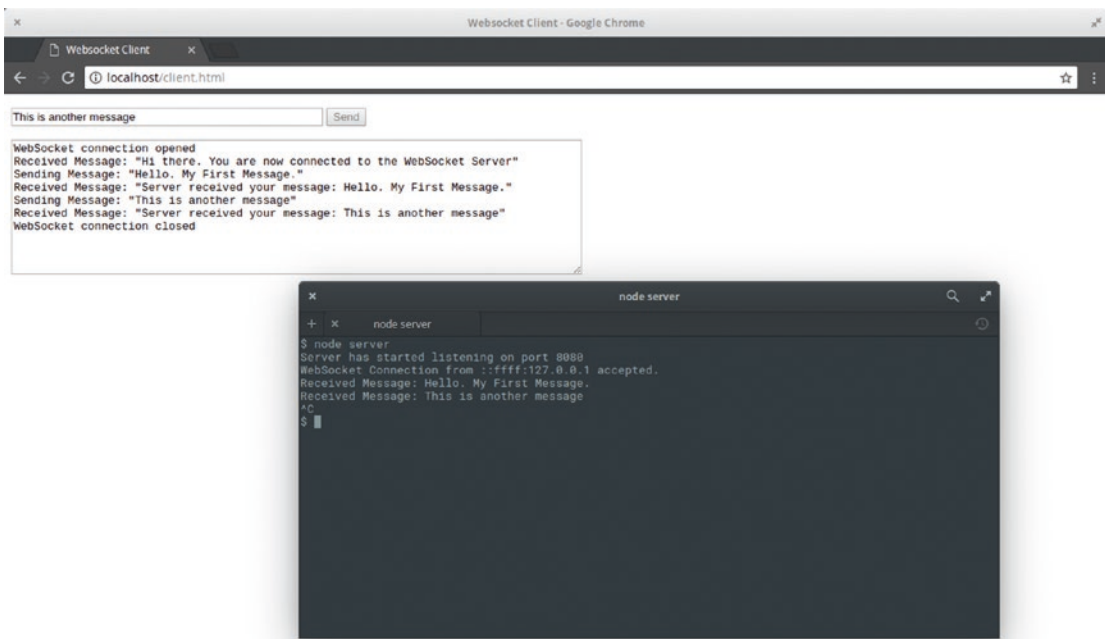 Websocket Client - Google Chrome
Websocket Client
localhost/client.html
This is another message
Send
WebSocket connection opened
Received Message: "Hi there. You are now connected to the WebSocket Server"
Sending Message: "Hello. My First Message."
Received Message: "Server received your message: Hello. My First Message."
Sending Message: "This is another message"
Received Message: "Server received your message: This is another message"
WebSocket connection closed
node server
node server
$ node server
Server has started listening on port 8080
WebSocket Connection from ::ffff:127.0.0.1 accepted.
Received Message: Hello. My First Message.
Received Message: This is another message
^C
$